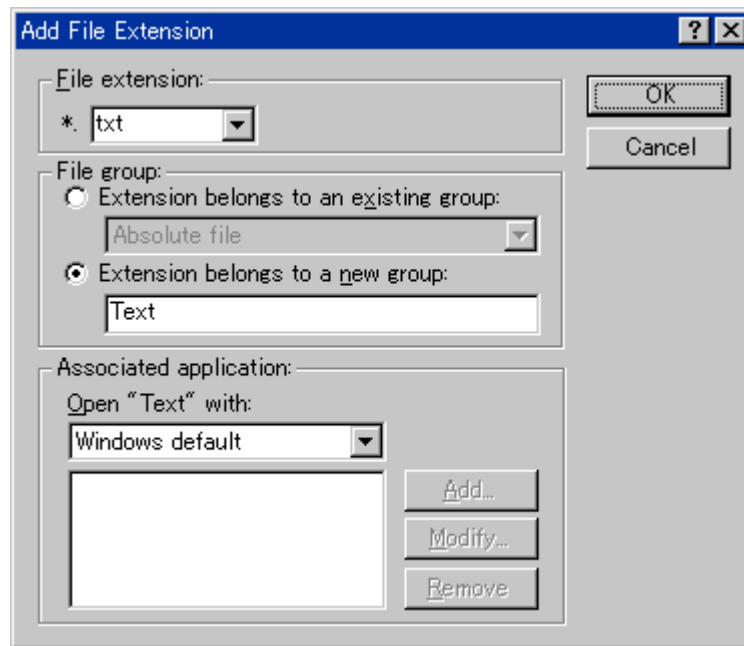 Add File Extension
File extension:
*. txt
OK
Cancel
File group:
Extension belongs to an existing group:
Absolute file
Extension belongs to a new group:
Text
Associated application:
Open "Text" with:
Windows default
Add...
Modify...
Remove